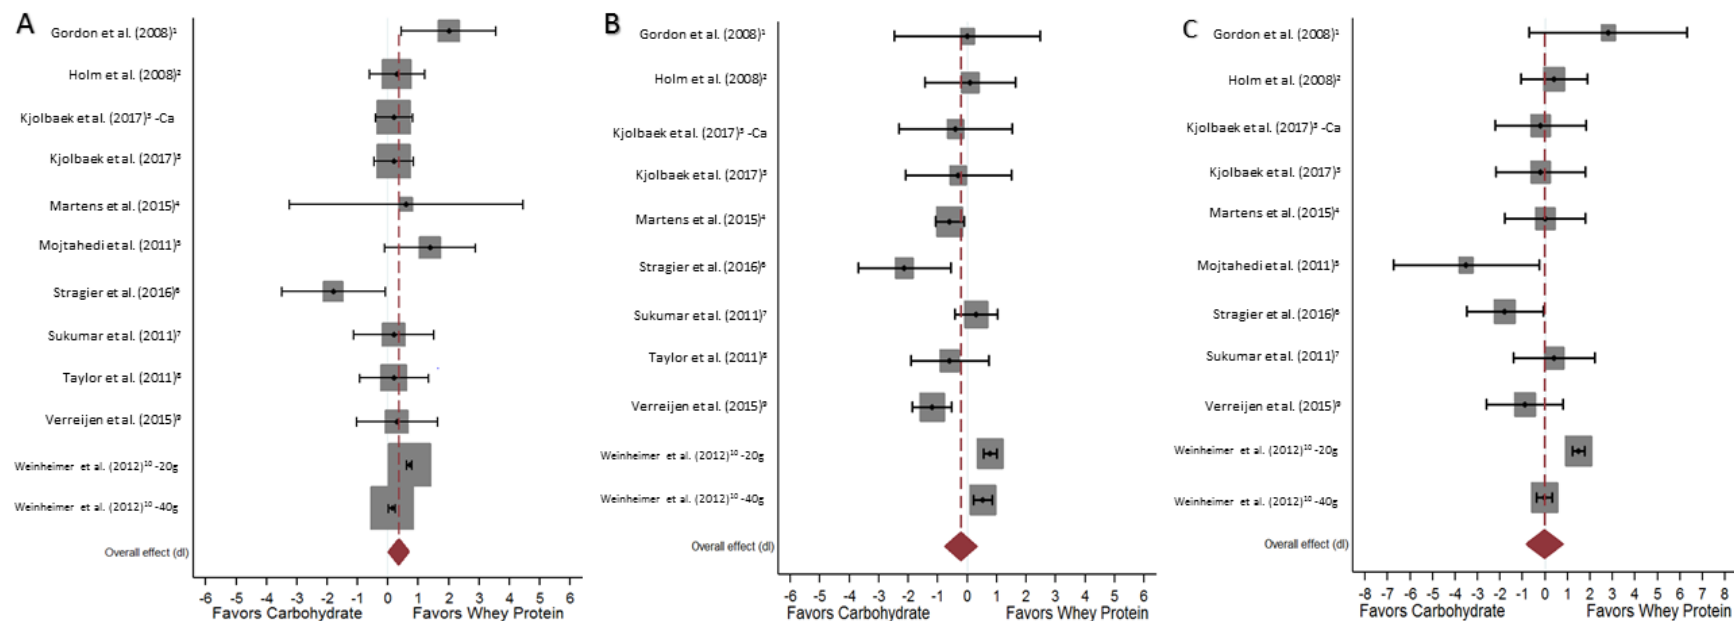 A
Gordon et al. (2008)¹
Holm et al. (2008)²
Kjolbaek et al. (2017)³ -Ca
Kjolbaek et al. (2017)³
Martens et al. (2015)⁴
Mojtahedi et al. (2011)⁵
Stragier et al. (2016)⁶
Sukumar et al. (2011)⁷
Taylor et al. (2011)⁸
Verreijen et al. (2015)⁹
Weinheimer et al. (2012)¹⁰ -20g
Weinheimer et al. (2012)¹⁰ -40g
Overall effect (dl)
-6 -5 -4 -3 -2 -1 0 1 2 3 4 5 6
Favors Carbohydrate Favors Whey Protein
B
Gordon et al. (2008)¹
Holm et al. (2008)²
Kjolbaek et al. (2017)³ -Ca
Kjolbaek et al. (2017)³
Martens et al. (2015)⁴
Stragier et al. (2016)⁶
Sukumar et al. (2011)⁷
Taylor et al. (2011)⁸
Verreijen et al. (2015)⁹
Weinheimer et al. (2012)¹⁰ -20g
Weinheimer et al. (2012)¹⁰ -40g
Overall effect (dl)
-6 -5 -4 -3 -2 -1 0 1 2 3 4 5 6
Favors Carbohydrate Favors Whey Protein
C
Gordon et al. (2008)¹
Holm et al. (2008)²
Kjolbaek et al. (2017)³ -Ca
Kjolbaek et al. (2017)³
Martens et al. (2015)⁴
Mojtahedi et al. (2011)⁵
Stragier et al. (2016)⁶
Sukumar et al. (2011)⁷
Verreijen et al. (2015)⁹
Weinheimer et al. (2012)¹⁰ -20g
Weinheimer et al. (2012)¹⁰ -40g
Overall effect (dl)
-8 -7 -6 -5 -4 -3 -2 -1 0 1 2 3 4 5 6 7 8
Favors Carbohydrate Favors Whey Protein